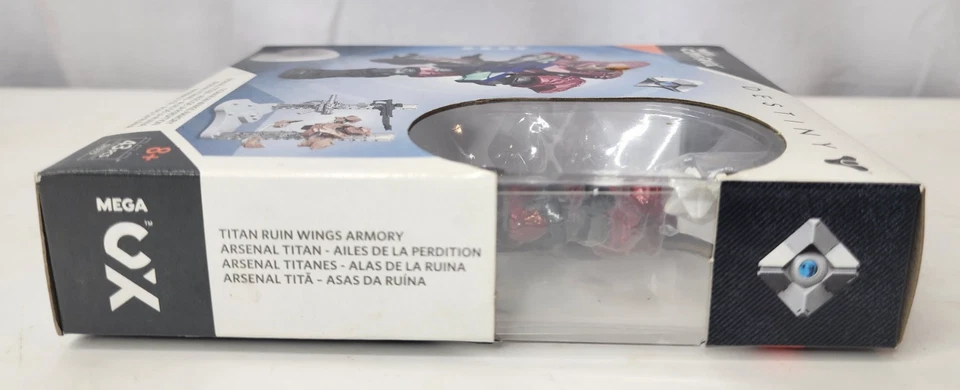 DESTINY
8+
MEGA
XC™
TITAN RUIN WINGS ARMORY
ARSENAL TITAN - AILES DE LA PERDITION
ARSENAL TITANES - ALAS DE LA RUINA
ARSENAL TITÃ - ASAS DA RUÍNA